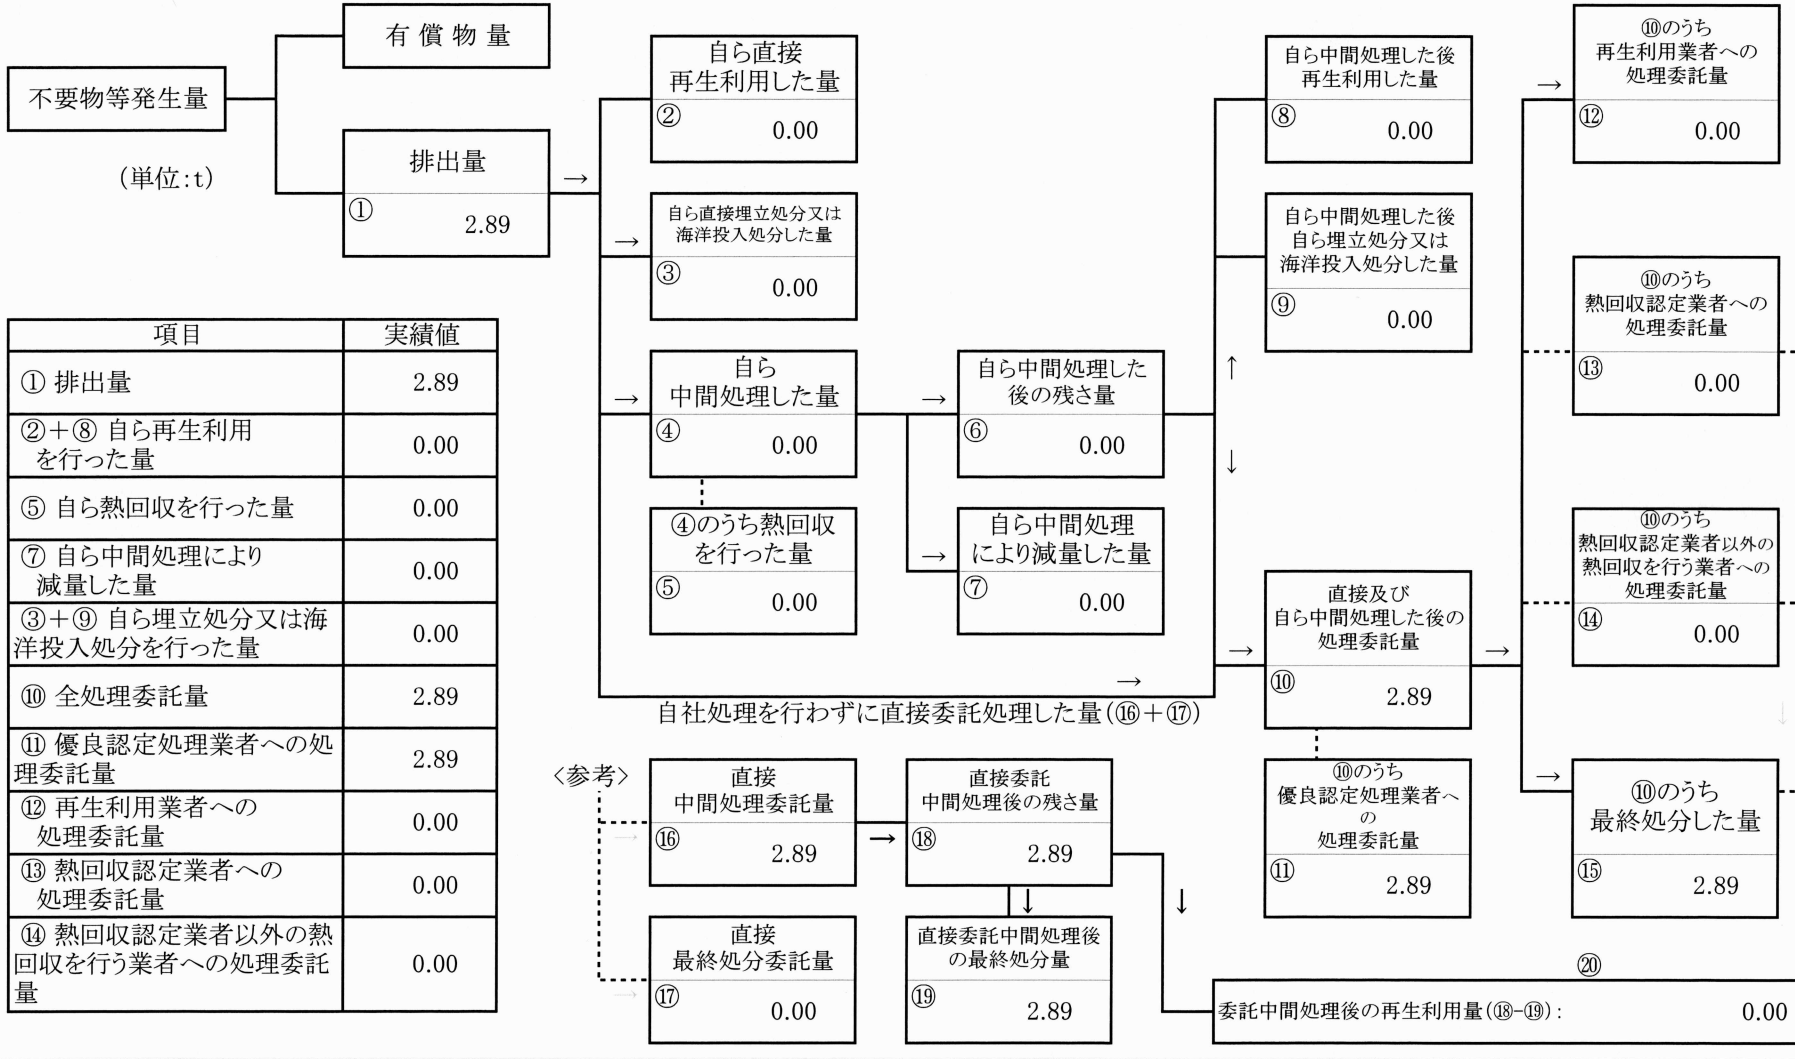 不要物等発生量
有償物量
(単位:t)
排出量
①
2.89
→
自ら直接
再生利用した量
②
0.00
→
自ら直接埋立処分又は
海洋投入処分した量
③
0.00
→
自ら
中間処理した量
④
0.00
④のうち熱回収
を行った量
⑤
0.00
→
自ら中間処理した
後の残さ量
⑥
0.00
→
自ら中間処理
により減量した量
⑦
0.00
↑
↓
自ら中間処理した後
再生利用した量
⑧
0.00
自ら中間処理した後
自ら埋立処分又は
海洋投入処分した量
⑨
0.00
→
自社処理を行わずに直接委託処理した量(⑯+⑰)
→
直接及び
自ら中間処理した後の
処理委託量
⑩
2.89
→
⑩のうち
優良認定処理業者へ
の
処理委託量
⑪
2.89
→
⑩のうち
再生利用業者への
処理委託量
⑫
0.00
⑩のうち
熱回収認定業者への
処理委託量
⑬
0.00
⑩のうち
熱回収認定業者以外の
熱回収を行う業者への
処理委託量
⑭
0.00
↓
→
⑩のうち
最終処分した量
⑮
2.89
項目 実績値
① 排出量 2.89
②+⑧ 自ら再生利用
を行った量 0.00
⑤ 自ら熱回収を行った量 0.00
⑦ 自ら中間処理により
減量した量 0.00
③+⑨ 自ら埋立処分又は海
洋投入処分を行った量 0.00
⑩ 全処理委託量 2.89
⑪ 優良認定処理業者への処
理委託量 2.89
⑫ 再生利用業者への
処理委託量 0.00
⑬ 熱回収認定業者への
処理委託量 0.00
⑭ 熱回収認定業者以外の熱
回収を行う業者への処理委託
量 0.00
<参考>
→
直接
中間処理委託量
⑯
2.89
→
直接委託
中間処理後の残さ量
⑱
2.89
↓
↓
→
直接
最終処分委託量
⑰
0.00
直接委託中間処理後
の最終処分量
⑲
2.89
⑳
委託中間処理後の再生利用量(⑱-⑲): 0.00